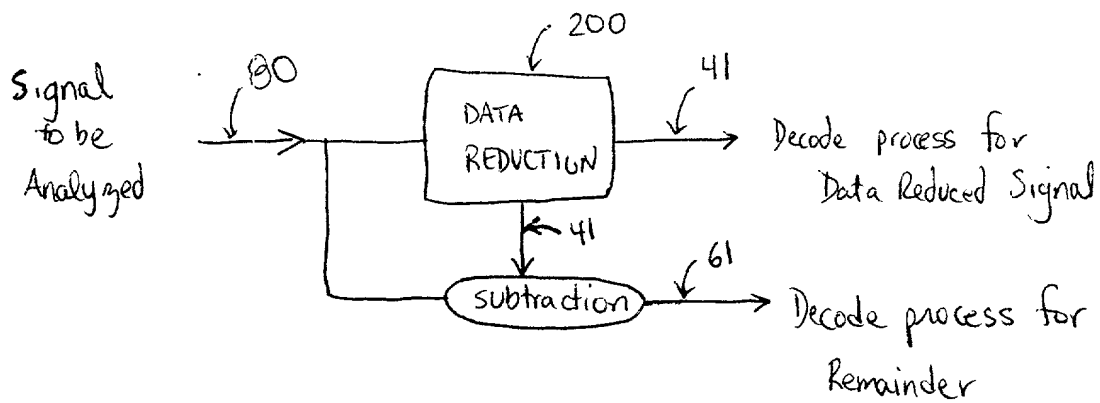 200
Signal
to be
Analyzed
80
DATA
REDUCTION
41
Decode process for
Data Reduced Signal
41
subtraction
61
Decode process for
Remainder